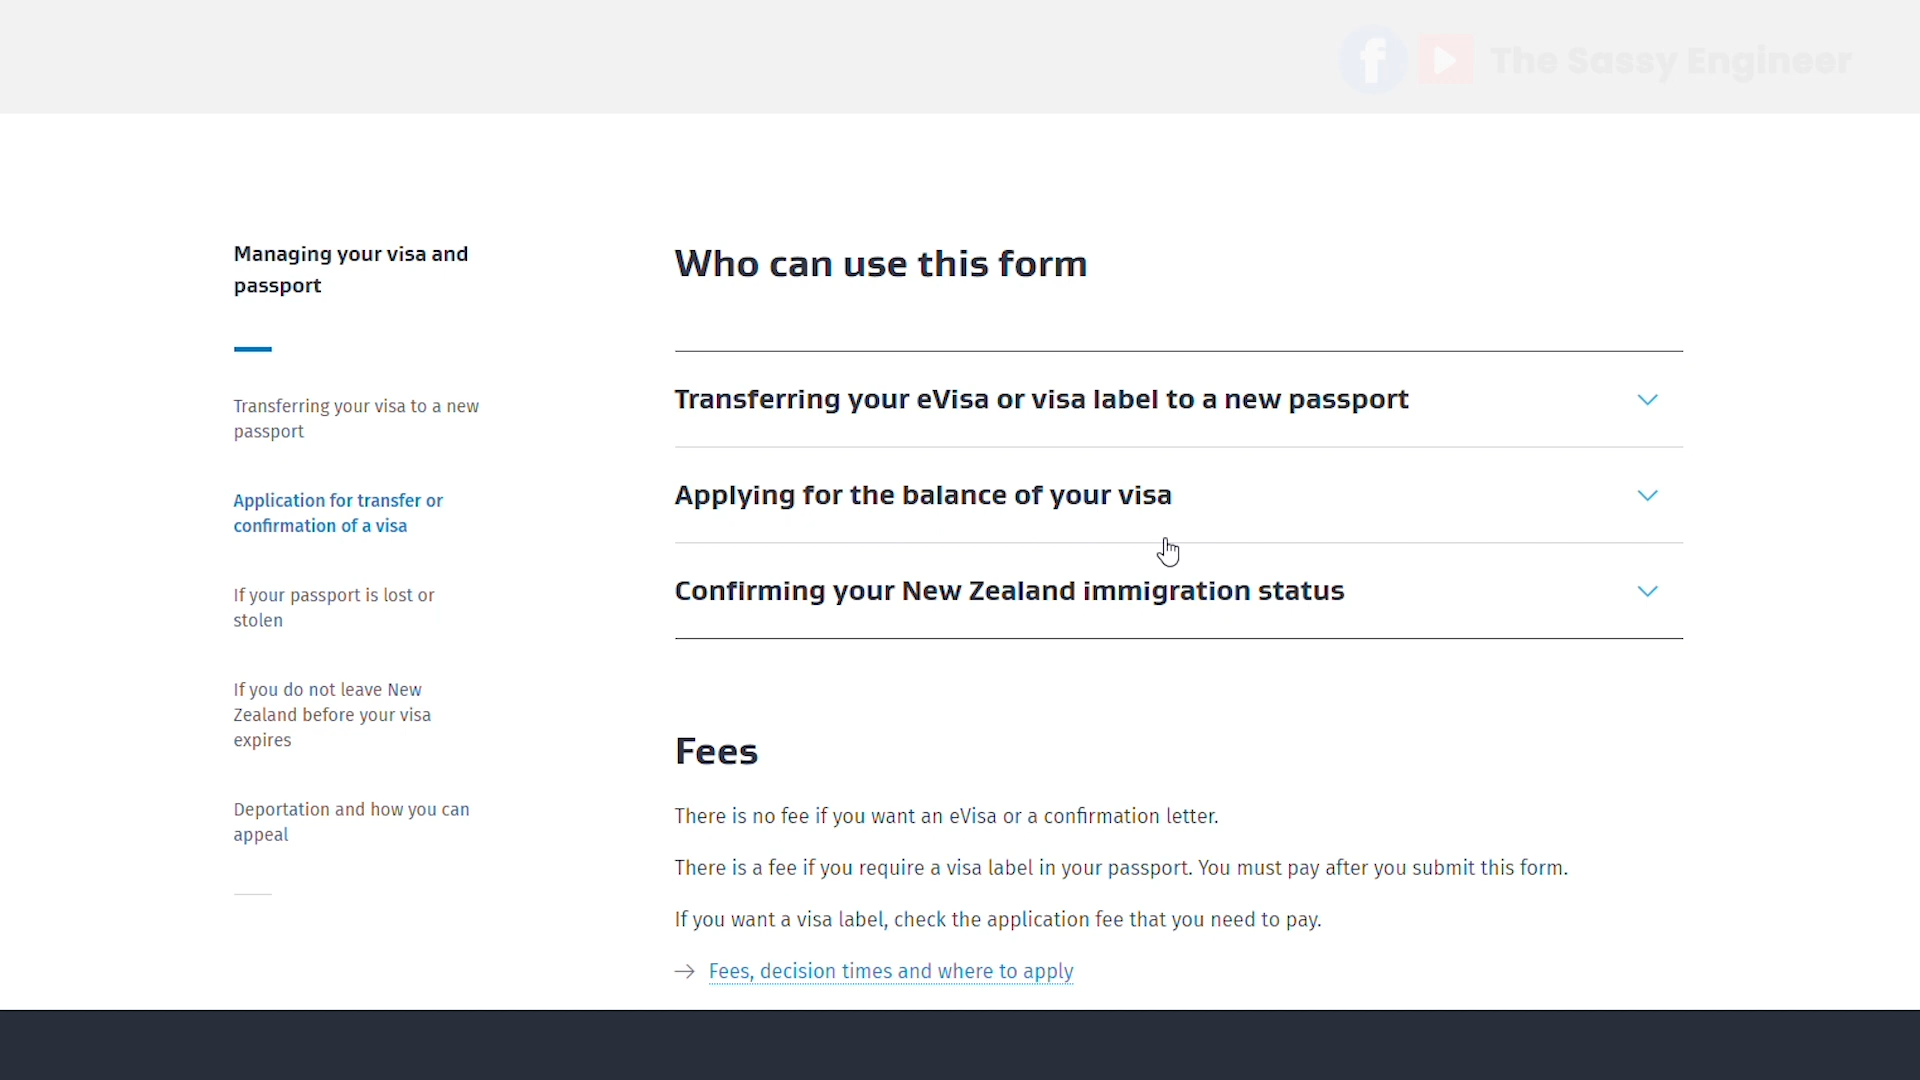 The Sassy Engineer
Managing your visa and
passport
Transferring your visa to a new
passport
Application for transfer or
confirmation of a visa
If your passport is lost or
stolen
If you do not leave New
Zealand before your visa
expires
Deportation and how you can
appeal
Who can use this form
Transferring your eVisa or visa label to a new passport
Applying for the balance of your visa
Confirming your New Zealand immigration status
Fees
There is no fee if you want an eVisa or a confirmation letter.
There is a fee if you require a visa label in your passport. You must pay after you submit this form.
If you want a visa label, check the application fee that you need to pay.
→ Fees, decision times and where to apply